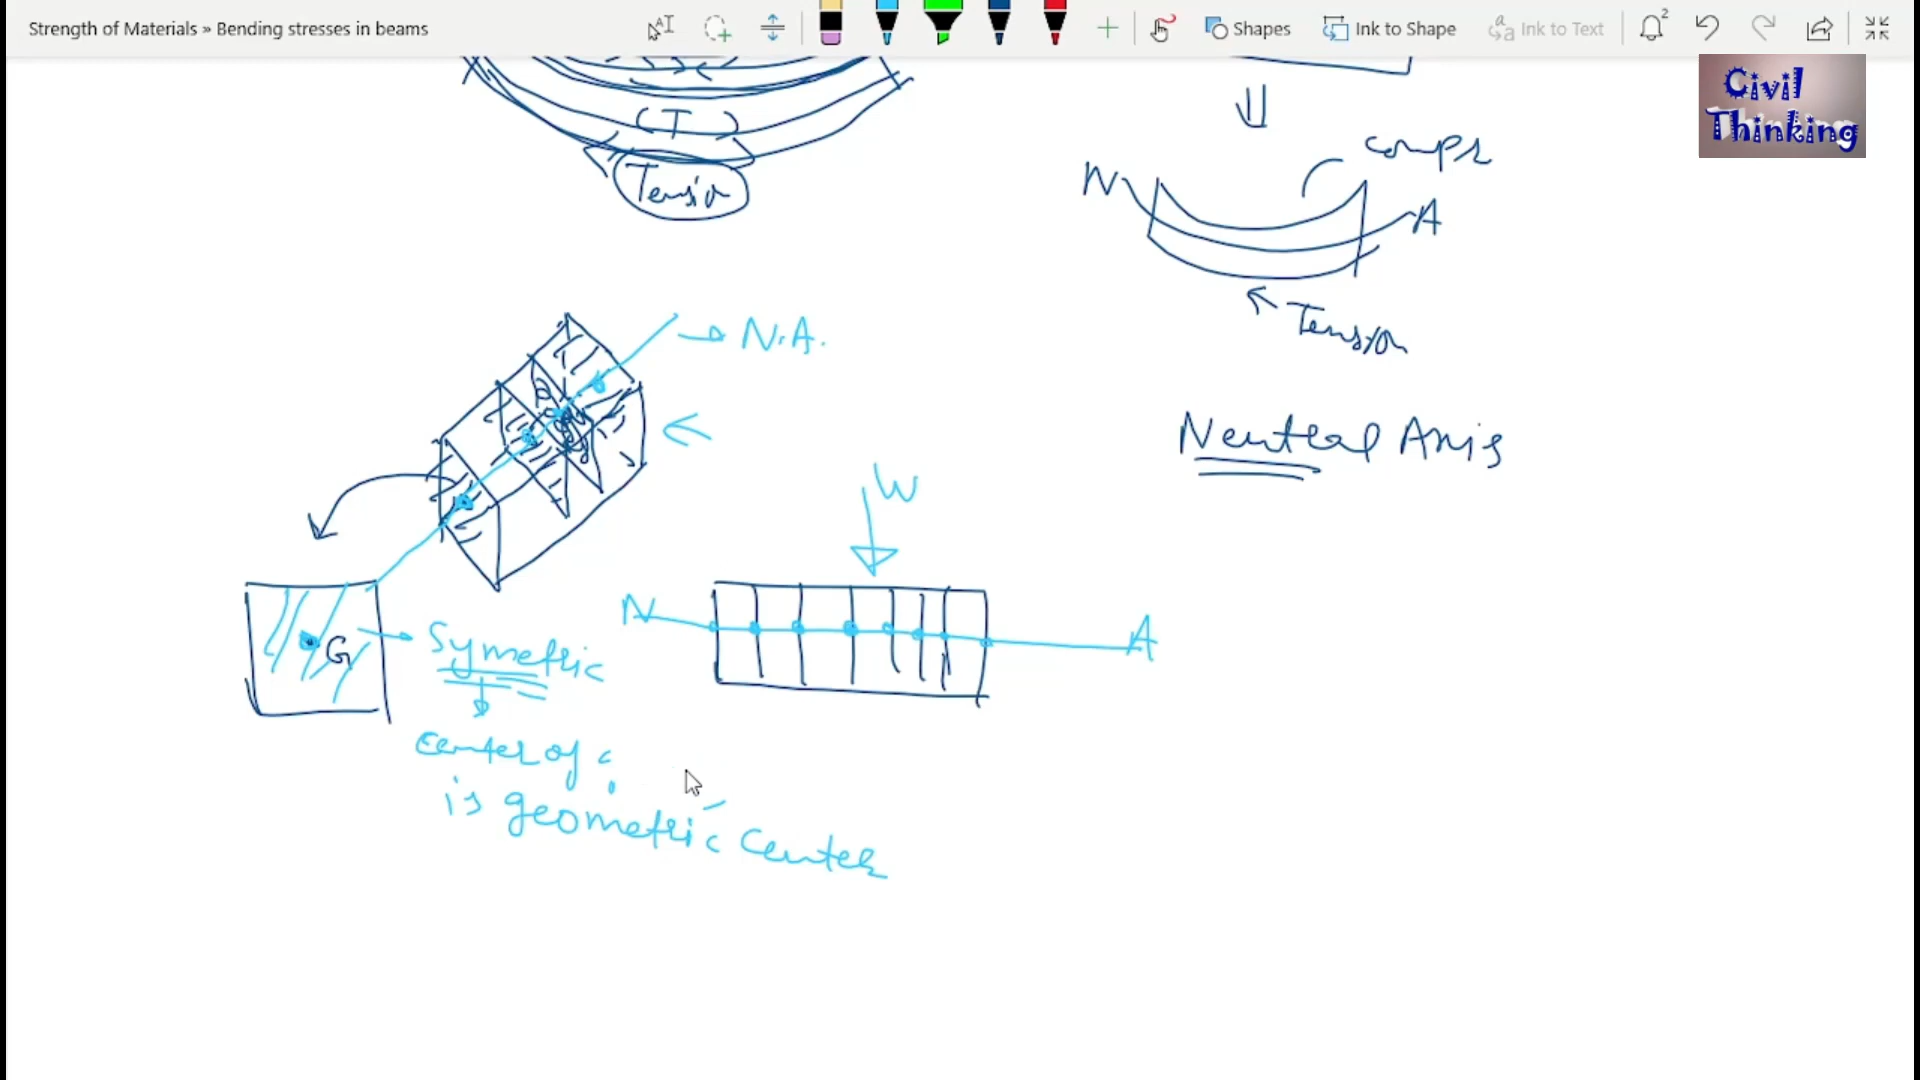 Strength of Materials » Bending stresses in beams
Shapes
Ink to Shape
Ink to Text
2
Civil
Thinking
(T)
Tension
compr
N
A
Tension
N.A.
Neutral Axis
W
N
A
G
Symetric
center of
is geometric center